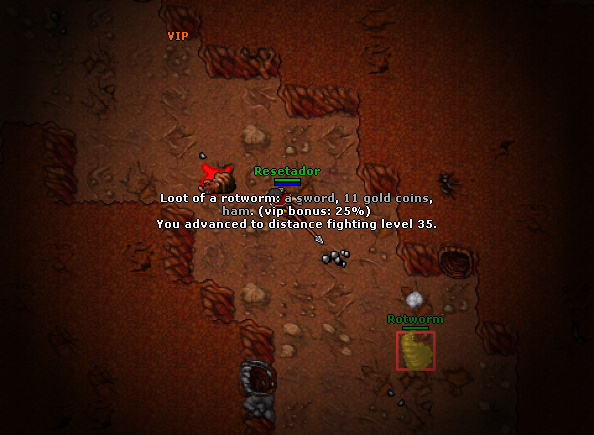 VIP
Resetador
Loot of a rotworm: a sword, 11 gold coins,
ham. (vip bonus: 25%)
You advanced to distance fighting level 35.
Rotworm